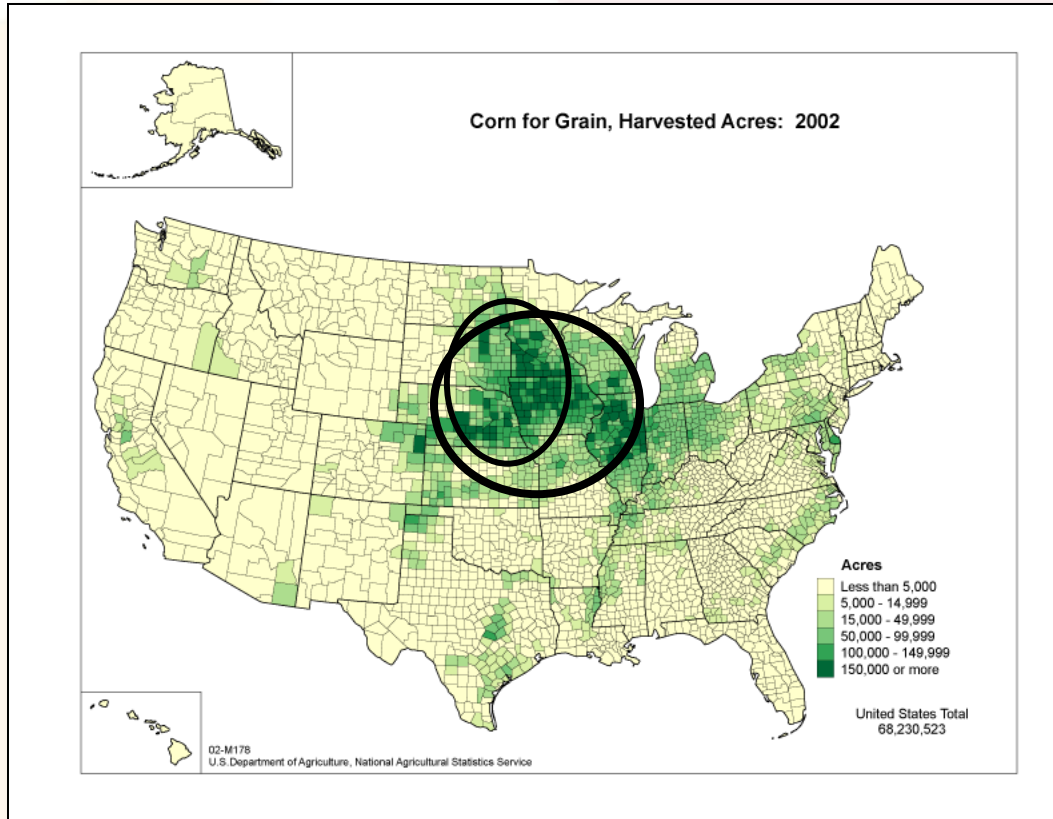 Corn for Grain, Harvested Acres: 2002
Acres
Less than 5,000
5,000 - 14,999
15,000 - 49,999
50,000 - 99,999
100,000 - 149,999
150,000 or more
United States Total
68,230,523
02-M178
U.S.Department of Agriculture, National Agricultural Statistics Service